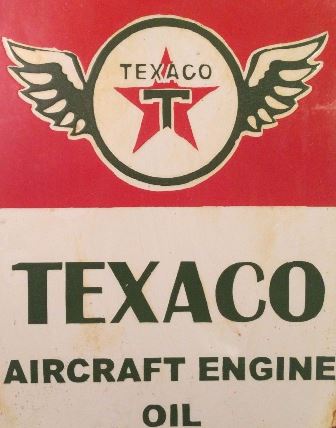 TEXACO
T
TEXACO
AIRCRAFT ENGINE
OIL